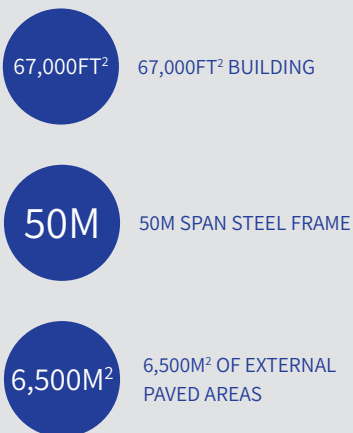 67,000FT²
67,000FT² BUILDING
50M
50M SPAN STEEL FRAME
6,500M²
6,500M² OF EXTERNAL
PAVED AREAS